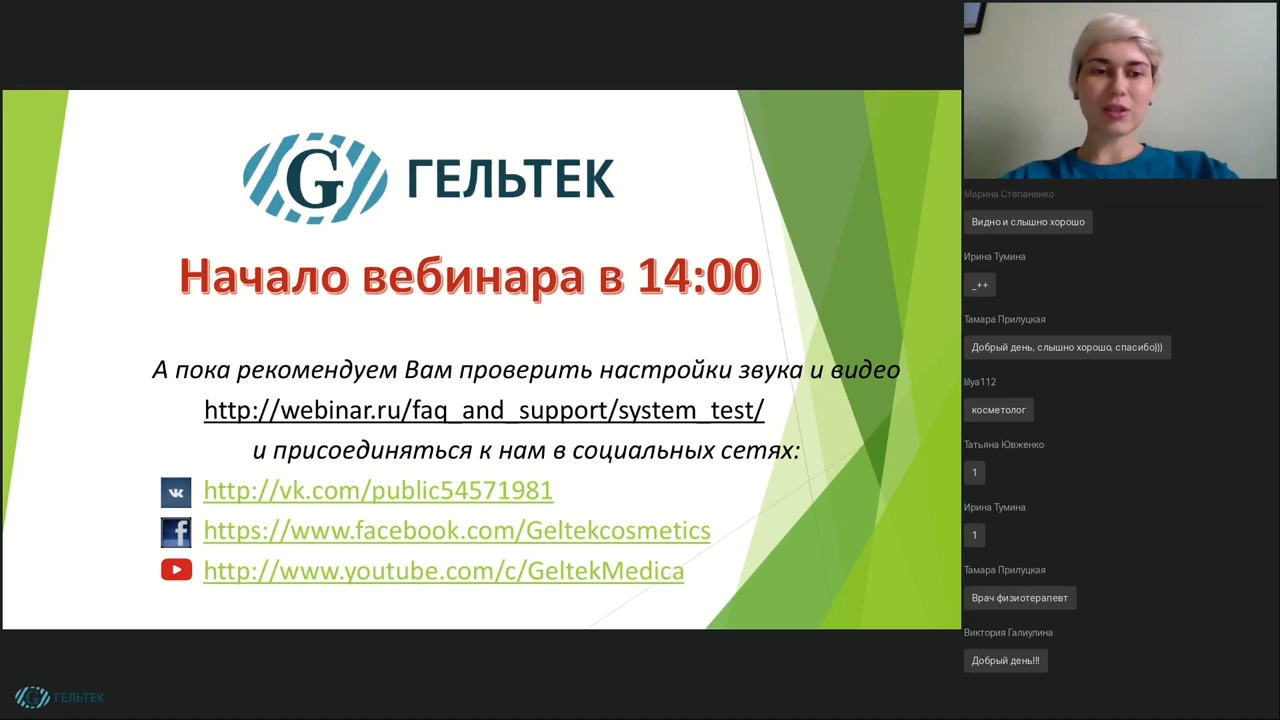 G ГЕЛЬТЕК
Начало вебинара в 14:00
А пока рекомендуем Вам проверить настройки звука и видео
http://webinar.ru/faq_and_support/system_test/
и присоединяться к нам в социальных сетях:
http://vk.com/public54571981
https://www.facebook.com/Geltekcosmetics
http://www.youtube.com/c/GeltekMedica
Марина Степаненко
Видно и слышно хорошо
Ирина Тумина
_++
Тамара Прилуцкая
Добрый день, слышно хорошо, спасибо)))
lilya112
косметолог
Татьяна Ювженко
1
Ирина Тумина
1
Тамара Прилуцкая
Врач физиотерапевт
Виктория Галиулина
Добрый день!!!
G ГЕЛЬТЕК